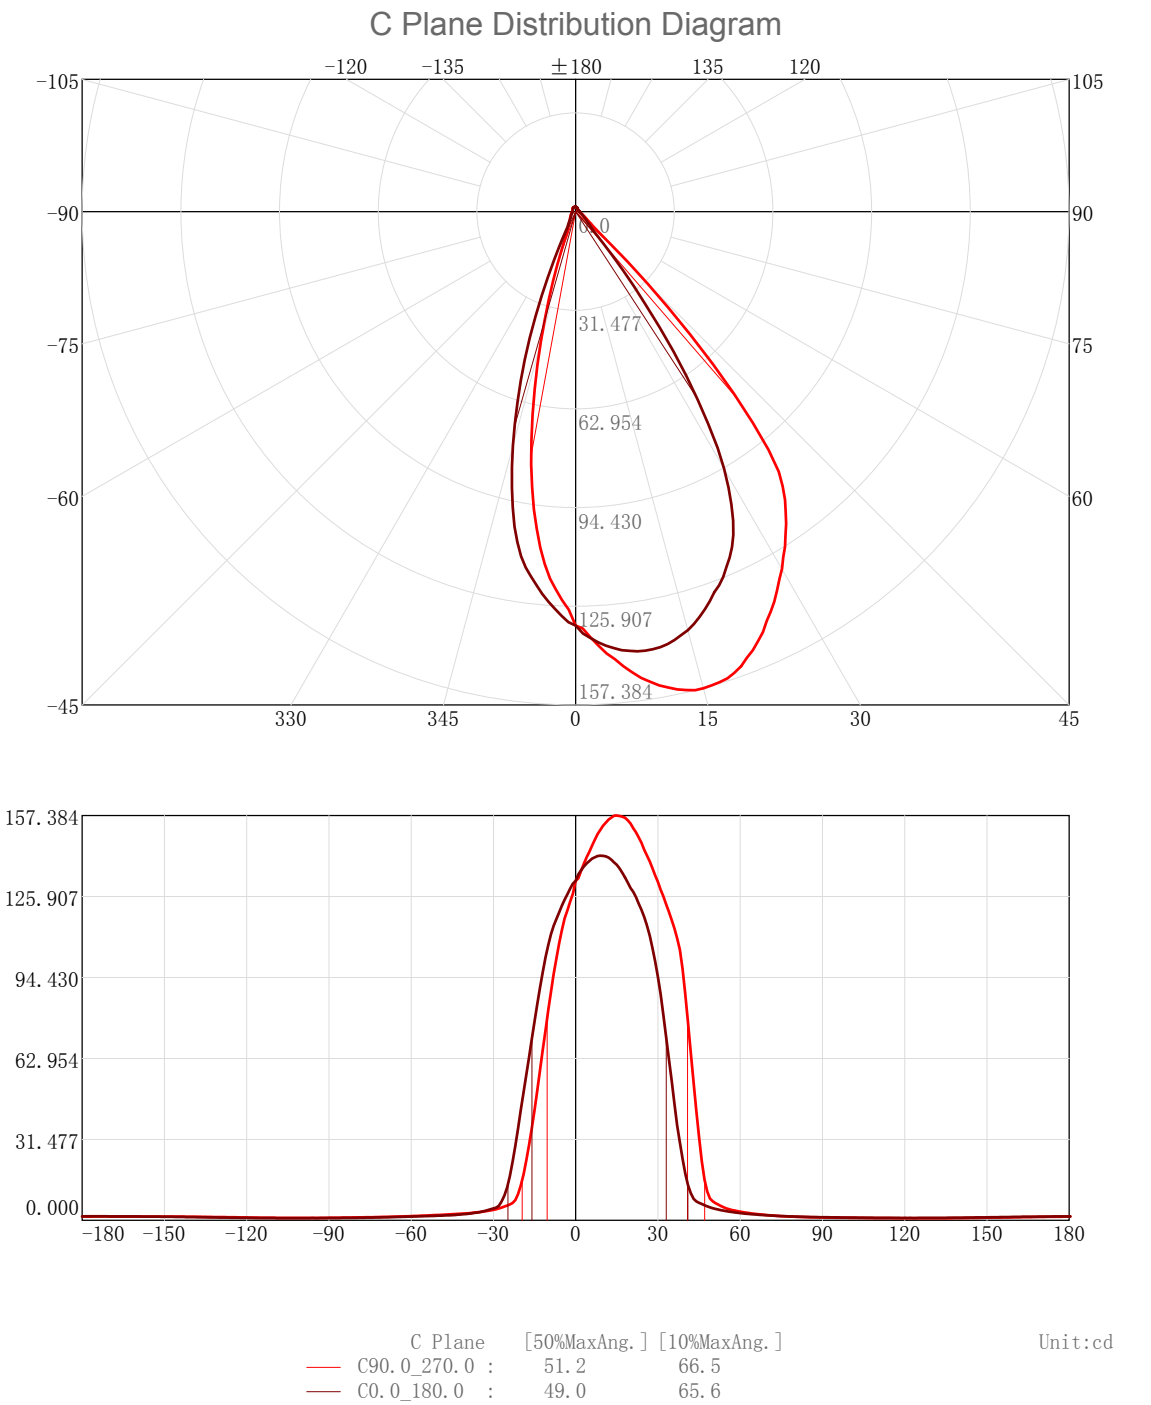 C Plane Distribution Diagram
-120 -135 ±180 135 120
-105 105
-90 90
0.0
31.477
-75 75
62.954
-60 60
94.430
125.907
157.384
-45
330 345 0 15 30 45
157.384
125.907
94.430
62.954
31.477
0.000
-180 -150 -120 -90 -60 -30 0 30 60 90 120 150 180
C Plane [50%MaxAng.] [10%MaxAng.] Unit:cd
C90.0_270.0 : 51.2 66.5
C0.0_180.0 : 49.0 65.6